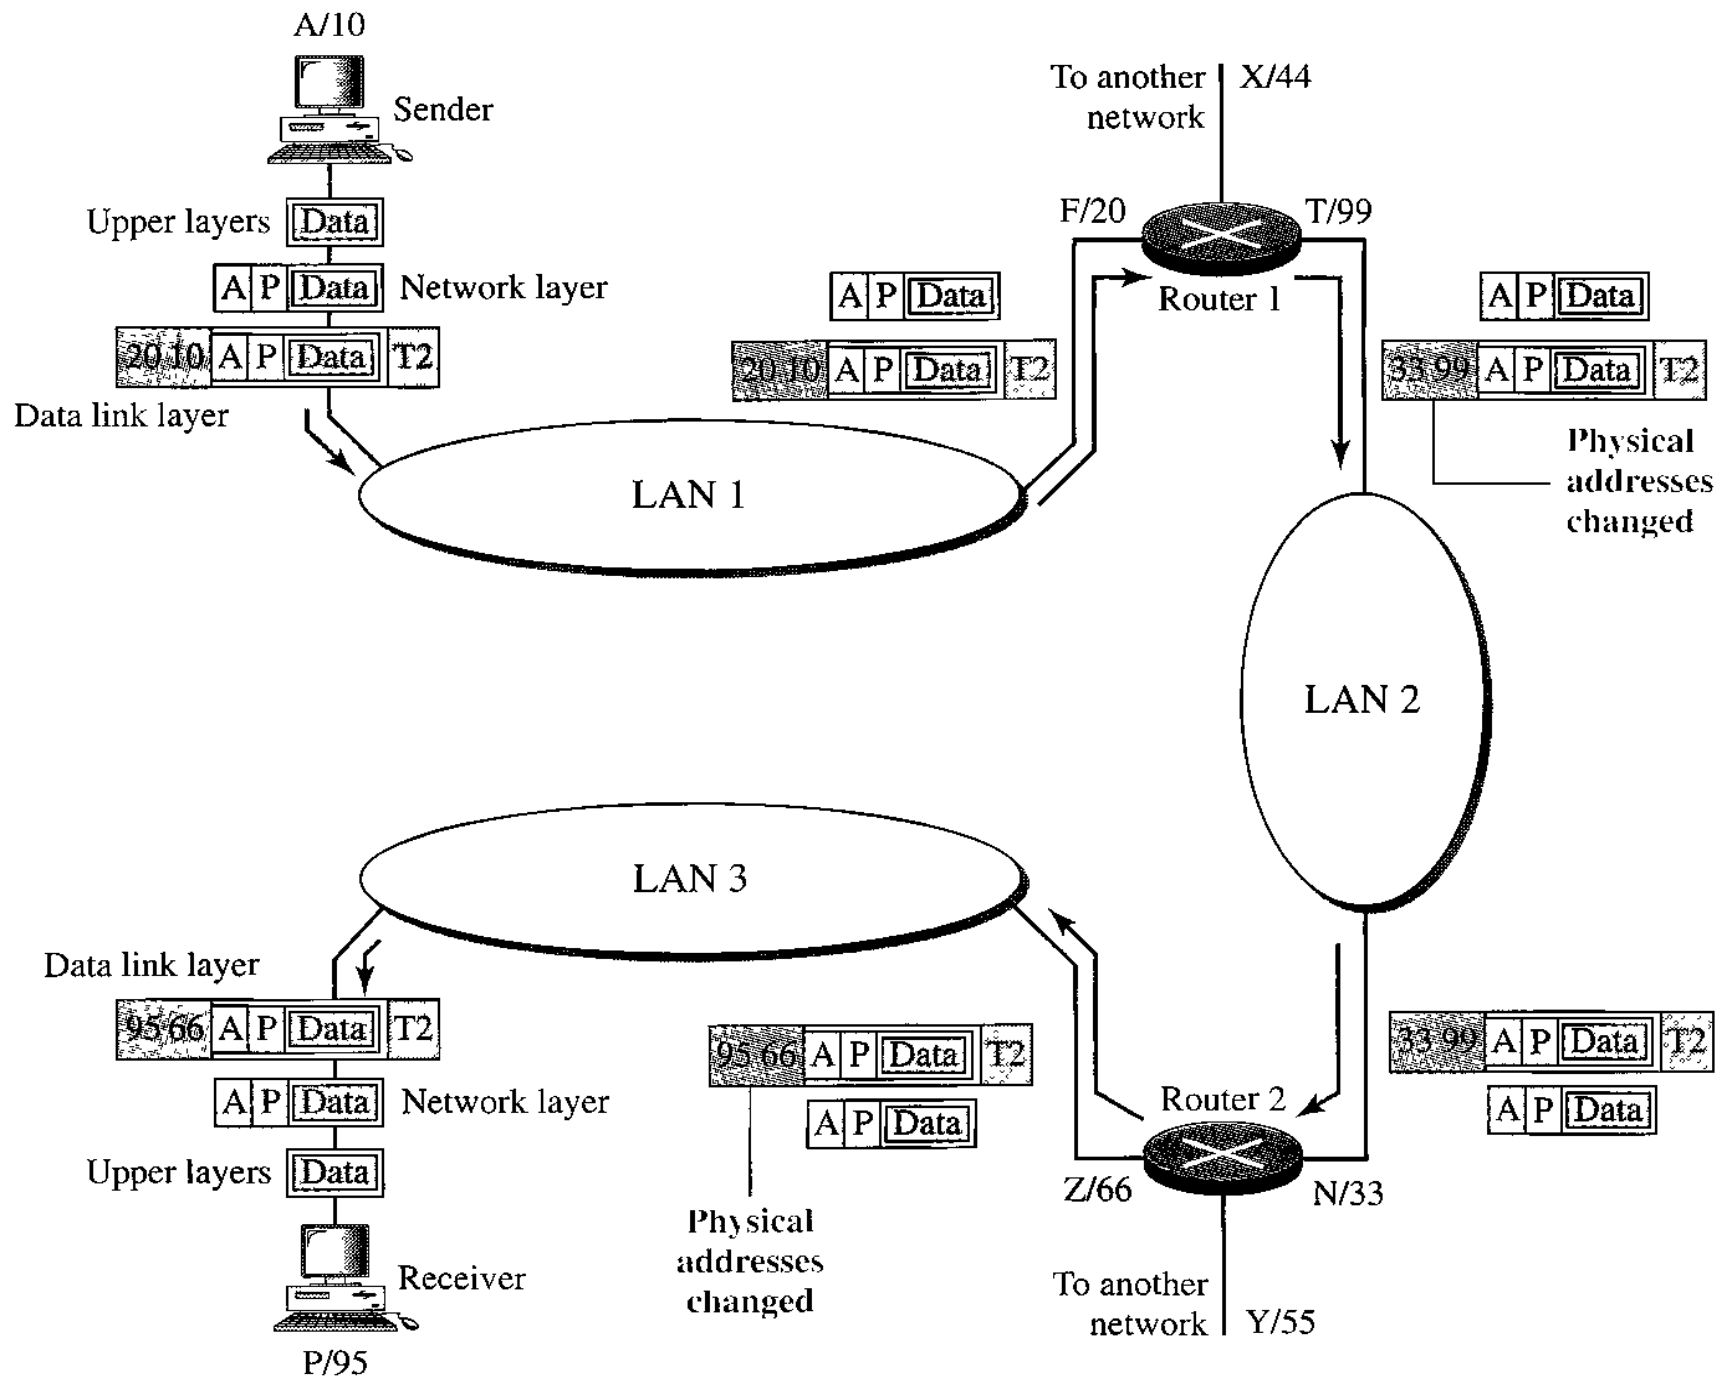 A/10
Sender
To another
network
X/44
Upper layers
Data
F/20
T/99
A P Data
Network layer
A P Data
Router 1
A P Data
20 10 A P Data T2
20 10 A P Data T2
33 99 A P Data T2
Data link layer
Physical
addresses
changed
LAN 1
LAN 2
LAN 3
Data link layer
95 66 A P Data T2
95 66 A P Data T2
33 99 A P Data T2
A P Data
Network layer
A P Data
Router 2
A P Data
Upper layers
Data
Z/66
N/33
Physical
addresses
changed
Receiver
To another
network
Y/55
P/95